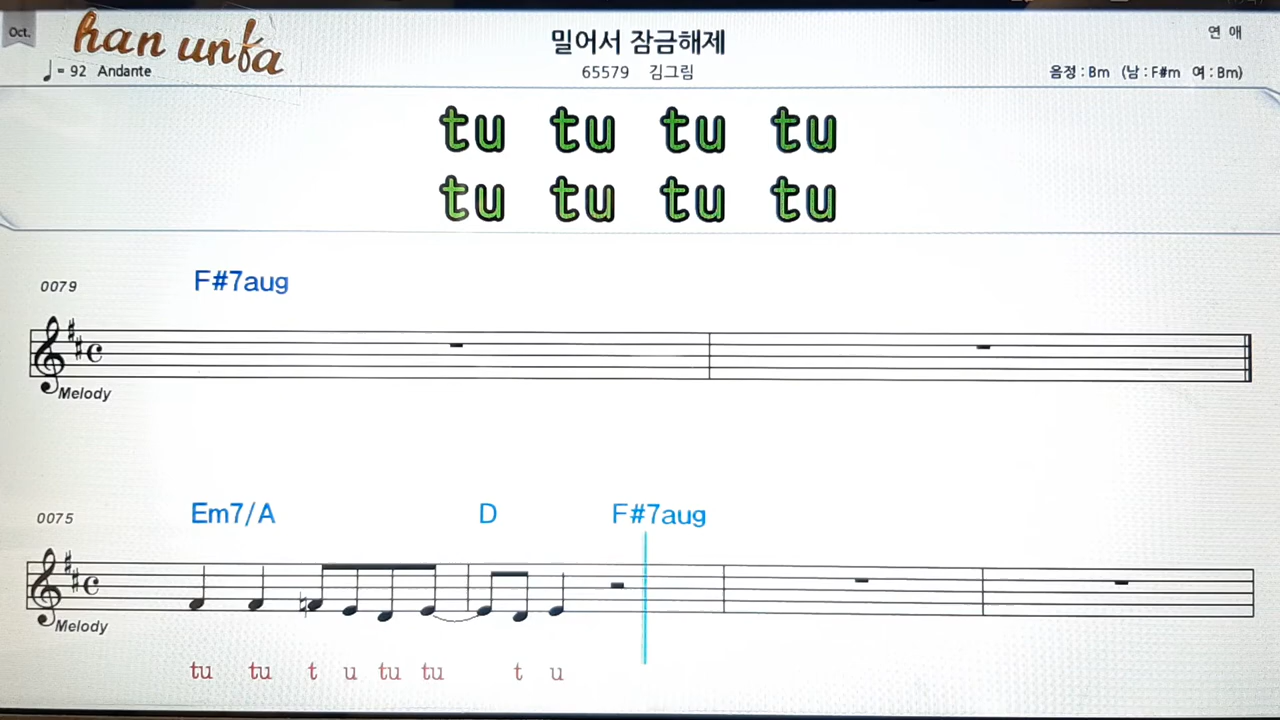 Oct.
han unfa
밀어서 잠금해제
연 애
♩= 92 Andante
65579 김그림
음정 : Bm (남 : F#m 여 : Bm)
tu tu tu tu
tu tu tu tu
0079 F#7aug
Melody
0075 Em7/A D F#7aug
Melody
tu tu t u tu tu t u